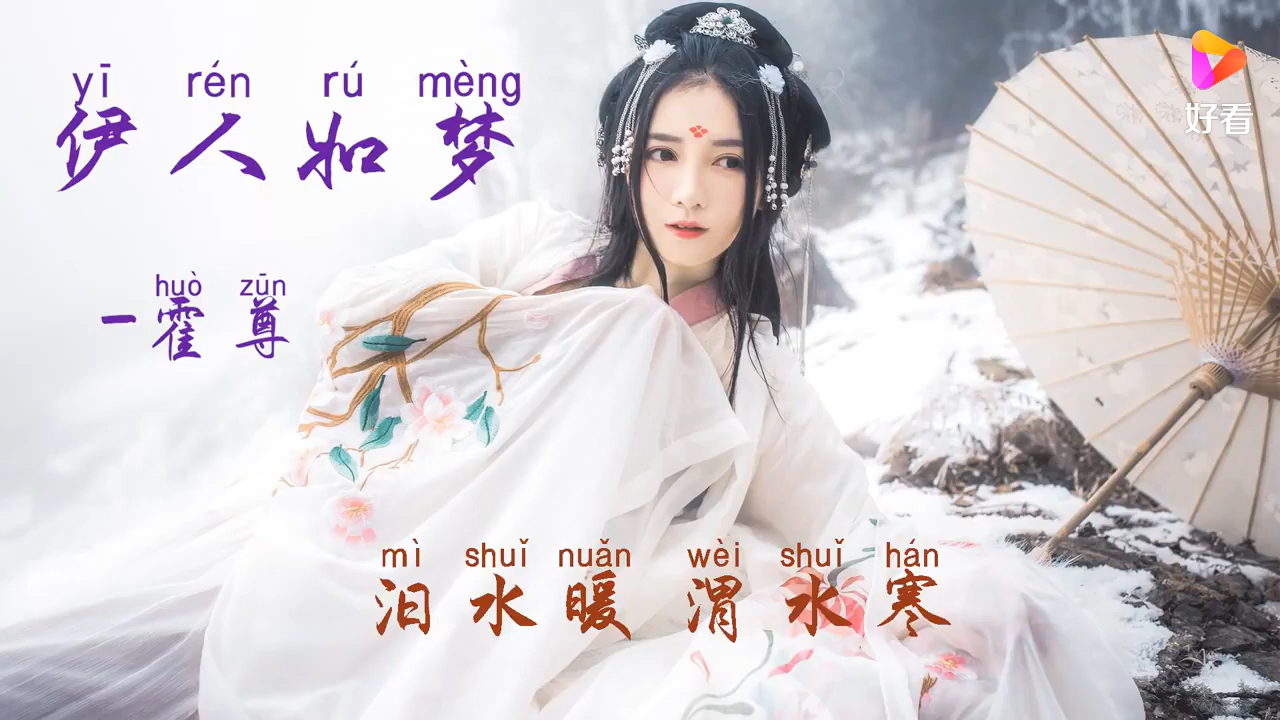 yī rén rú mèng
伊人如梦
huò zūn
一霍尊
好看
mì shuǐ nuǎn wèi shuǐ hán
汨水暖 渭水寒